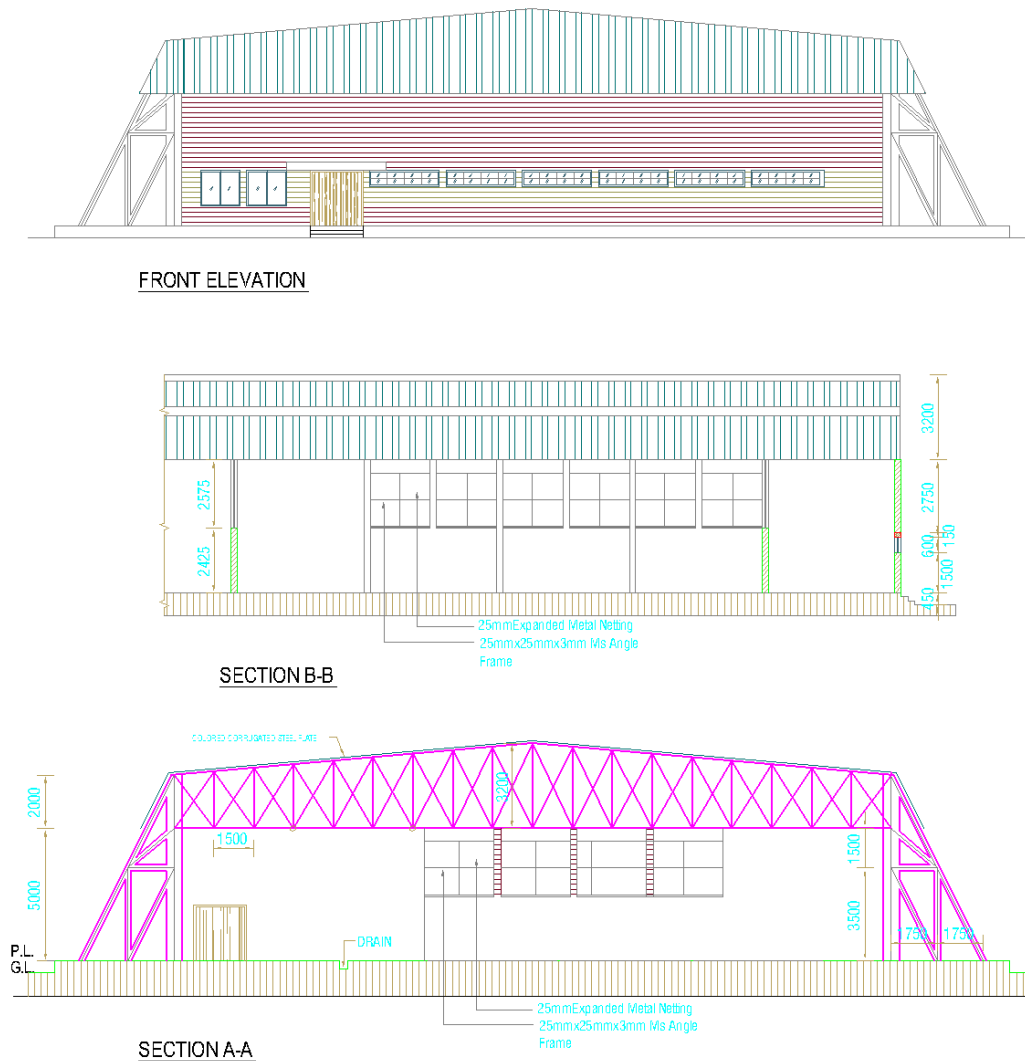 FRONT ELEVATION
3200
2575
2750
150
600
2425
1500
450
25mmExpanded Metal Netting
25mmx25mmx3mm Ms Angle
Frame
SECTION B-B
COLORED CORRUGATED STEEL PLATE
2000
3200
1500
1500
5000
3500
1750
1750
DRAIN
P.L.
G.L.
25mmExpanded Metal Netting
25mmx25mmx3mm Ms Angle
Frame
SECTION A-A